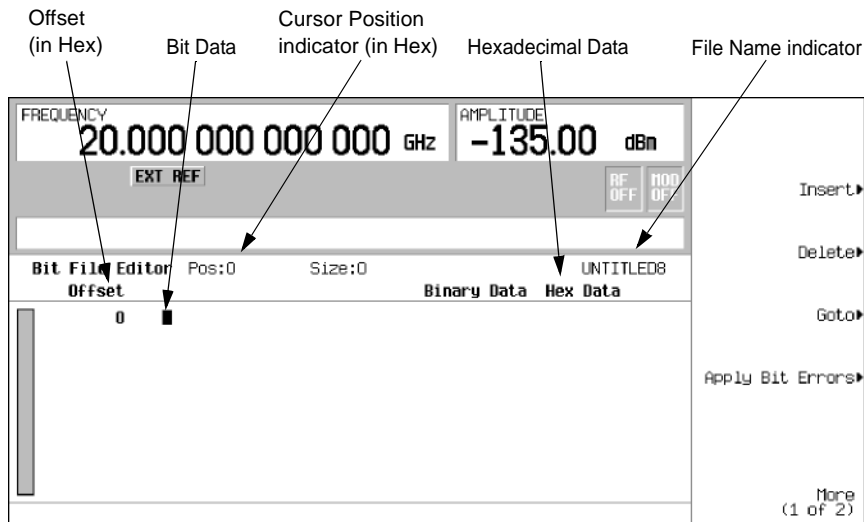 Offset
(in Hex)
Bit Data
Cursor Position
indicator (in Hex)
Hexadecimal Data
File Name indicator
FREQUENCY
20.000 000 000 000 GHz
AMPLITUDE
-135.00 dBm
EXT REF
RF
OFF
MOD
OFF
Insert
Delete
Bit File Editor Pos:0 Size:0 UNTITLED8
Offset Binary Data Hex Data
0
Goto
Apply Bit Errors
More
(1 of 2)